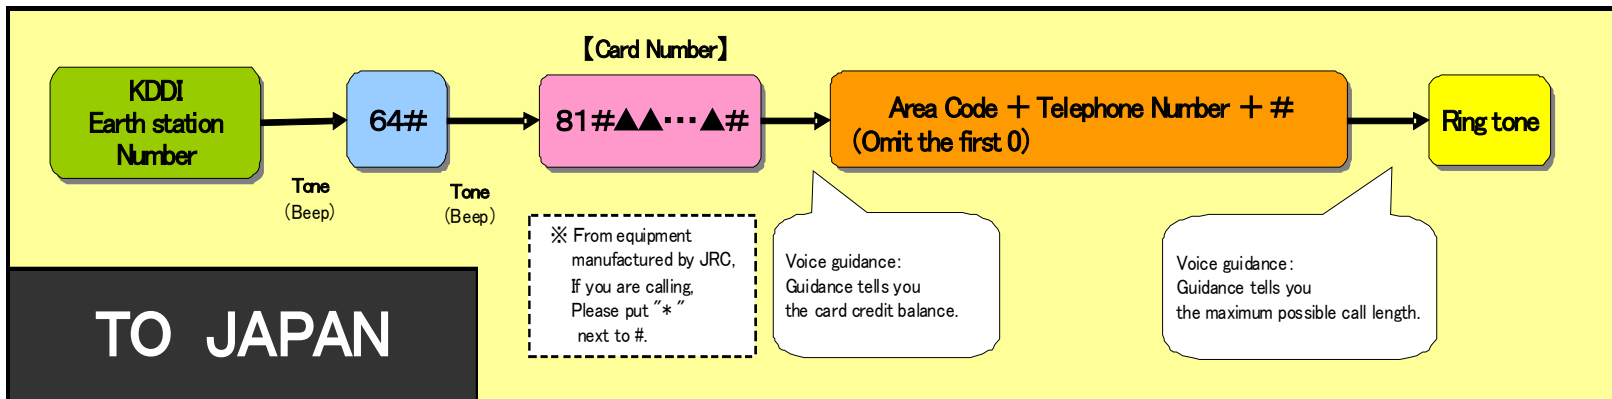 【Card Number】
KDDI
Earth station
Number
64#
81#▲▲…▲#
Area Code ＋ Telephone Number ＋ #
(Omit the first 0)
Ring tone
Tone
(Beep)
Tone
(Beep)
※ From equipment
manufactured by JRC,
If you are calling,
Please put "* "
next to #.
Voice guidance:
Guidance tells you
the card credit balance.
Voice guidance:
Guidance tells you
the maximum possible call length.
TO JAPAN